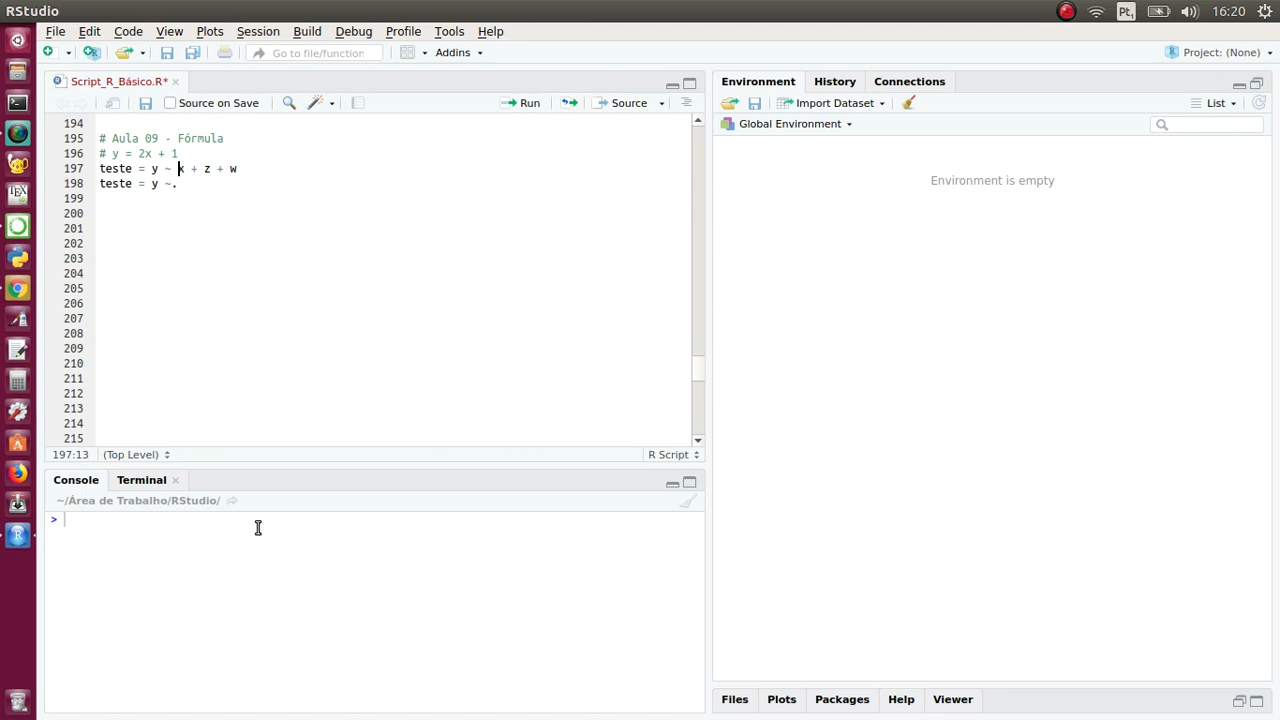 RStudio
Pt₁
16:20
File Edit Code View Plots Session Build Debug Profile Tools Help
Go to file/function
Addins
Project: (None)
Script_R_Básico.R*
Source on Save
Run
Source
194
195 # Aula 09 - Fórmula
196 # y = 2x + 1
197 teste = y ~ x + z + w
198 teste = y ~.
199
200
201
202
203
204
205
206
207
208
209
210
211
212
213
214
215
197:13 (Top Level) R Script
Console Terminal
~/Área de Trabalho/RStudio/
>
Environment History Connections
Import Dataset
List
Global Environment
Environment is empty
Files Plots Packages Help Viewer